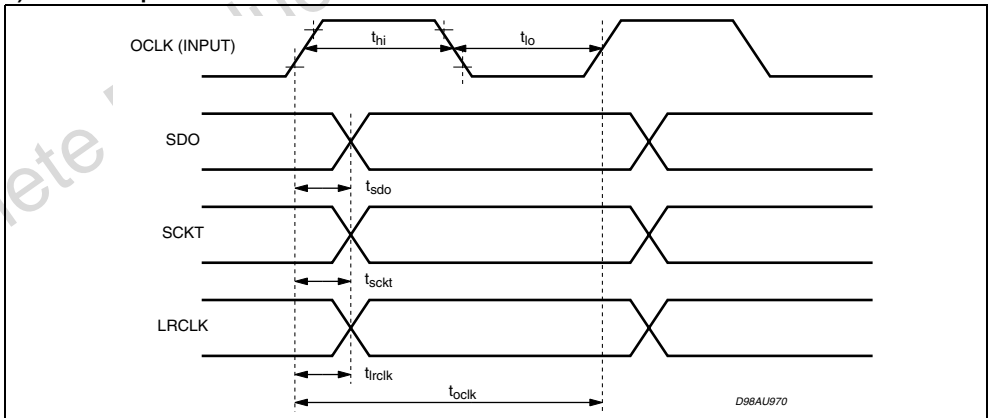 OCLK (INPUT)
thi
tlo
SDO
tsdo
SCKT
tsckt
LRCLK
tlrclk
toclk
D98AU970